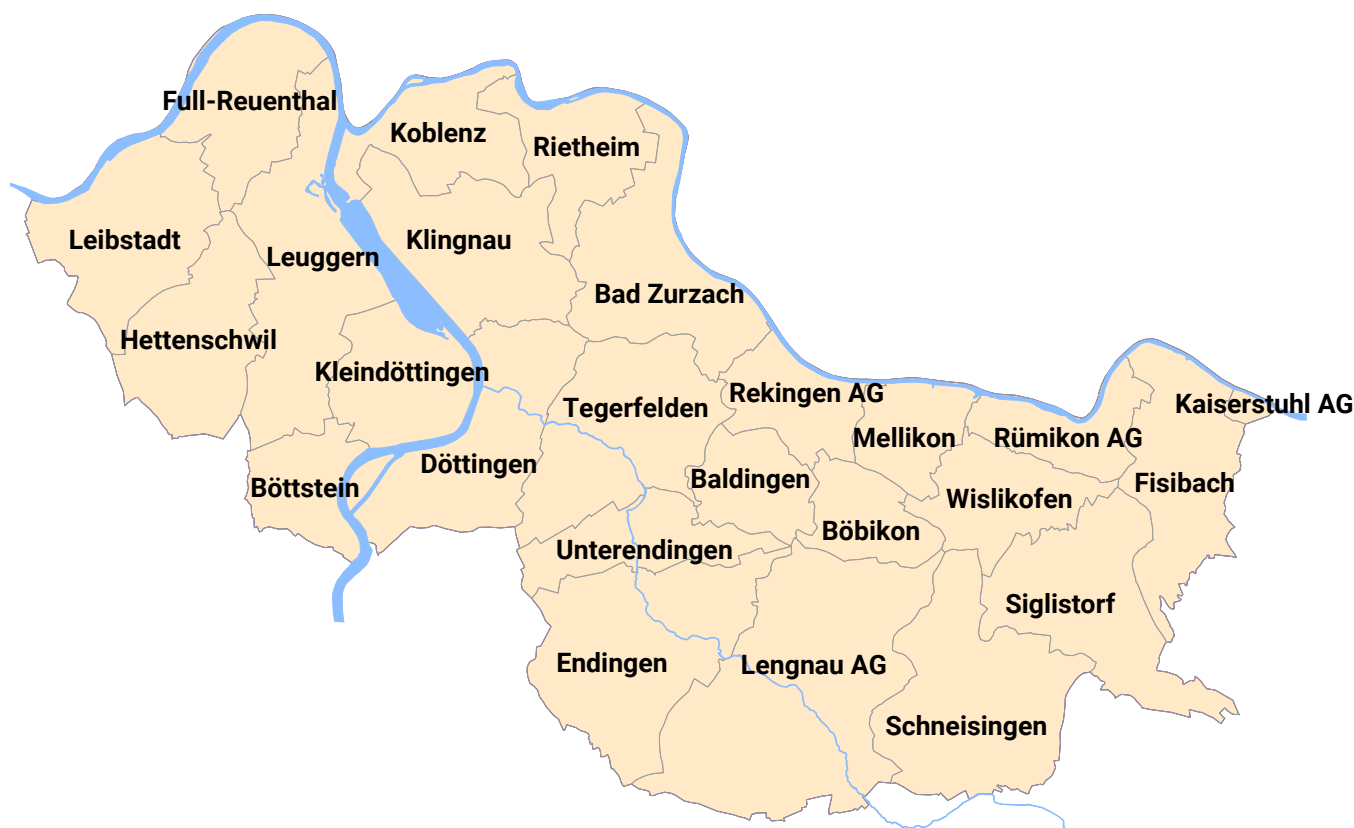 Full-Reuenthal
Koblenz
Rietheim
Leibstadt
Leuggern
Klingnau
Bad Zurzach
Hettenschwil
Kleindöttingen
Tegerfelden
Rekingen AG
Kaiserstuhl AG
Mellikon
Rümikon AG
Döttingen
Böttstein
Baldingen
Wislikofen
Fisibach
Böbikon
Unterendingen
Siglistorf
Endingen
Lengnau AG
Schneisingen